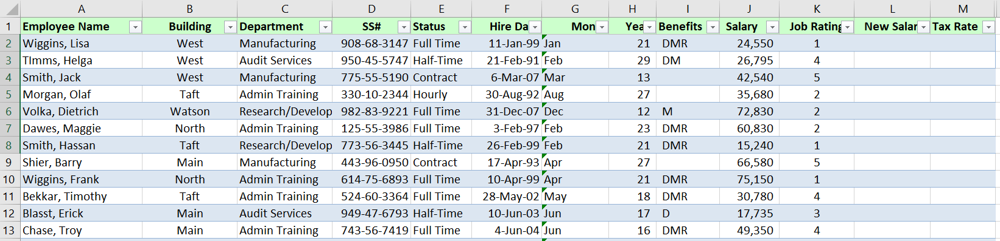 A B C D E F G H I J K L M
1 Employee Name Building Department SS# Status Hire Da Mon Yea Benefits Salary Job Rating New Salar Tax Rate
2 Wiggins, Lisa West Manufacturing 908-68-3147 Full Time 11-Jan-99 Jan 21 DMR 24,550 1
3 TImms, Helga West Audit Services 950-45-5747 Half-Time 21-Feb-91 Feb 29 DM 26,795 4
4 Smith, Jack West Manufacturing 775-55-5190 Contract 6-Mar-07 Mar 13 42,540 5
5 Morgan, Olaf Taft Admin Training 330-10-2344 Hourly 30-Aug-92 Aug 27 35,680 2
6 Volka, Dietrich Watson Research/Develop 982-83-9221 Full Time 31-Dec-07 Dec 12 M 72,830 2
7 Dawes, Maggie North Admin Training 125-55-3986 Full Time 3-Feb-97 Feb 23 DMR 60,830 2
8 Smith, Hassan Taft Research/Develop 773-56-3445 Half-Time 26-Feb-99 Feb 21 DMR 15,240 1
9 Shier, Barry Main Manufacturing 443-96-0950 Contract 17-Apr-93 Apr 27 66,580 5
10 Wiggins, Frank North Admin Training 614-75-6893 Full Time 10-Apr-99 Apr 21 DMR 75,150 1
11 Bekkar, Timothy Taft Admin Training 524-60-3364 Full Time 28-May-02 May 18 DMR 30,780 4
12 Blasst, Erick Main Audit Services 949-47-6793 Half-Time 10-Jun-03 Jun 17 D 17,735 3
13 Chase, Troy Main Admin Training 743-56-7419 Full Time 4-Jun-04 Jun 16 DMR 49,350 4